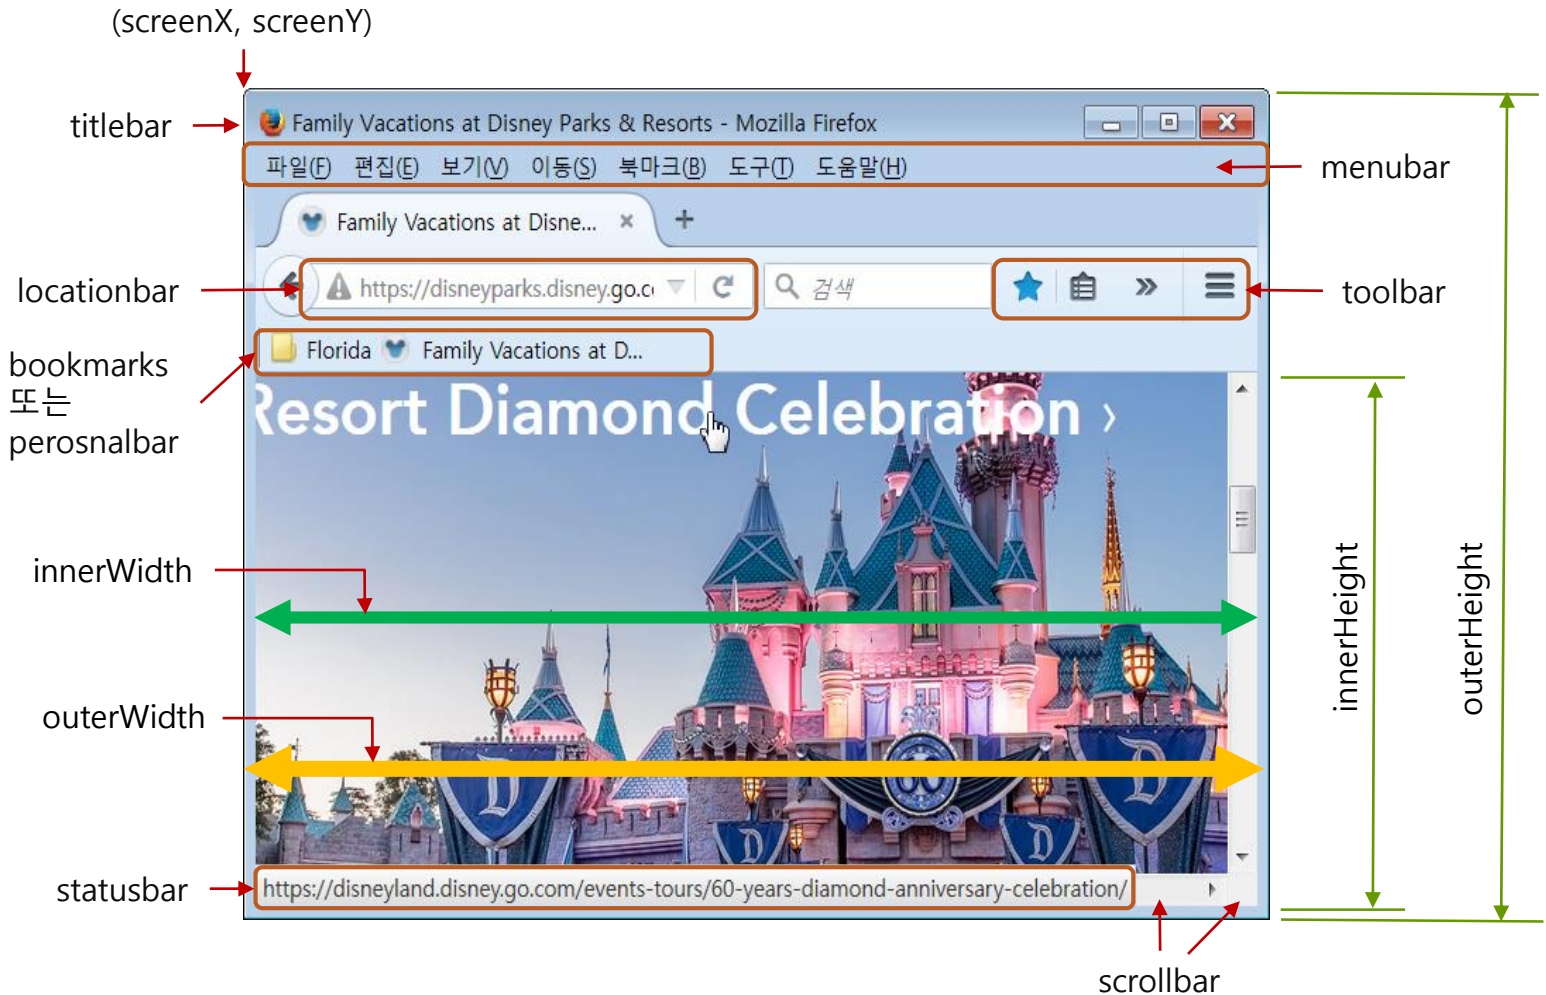 (screenX, screenY)
titlebar
Family Vacations at Disney Parks & Resorts - Mozilla Firefox
파일(F) 편집(E) 보기(V) 이동(S) 북마크(B) 도구(T) 도움말(H)
menubar
Family Vacations at Disne...
locationbar
https://disneyparks.disney.go.c
검색
toolbar
bookmarks
또는
perosnalbar
Florida Family Vacations at D...
Resort Diamond Celebration ›
innerWidth
innerHeight
outerHeight
outerWidth
D
60
D
D
D
statusbar
https://disneyland.disney.go.com/events-tours/60-years-diamond-anniversary-celebration/
scrollbar